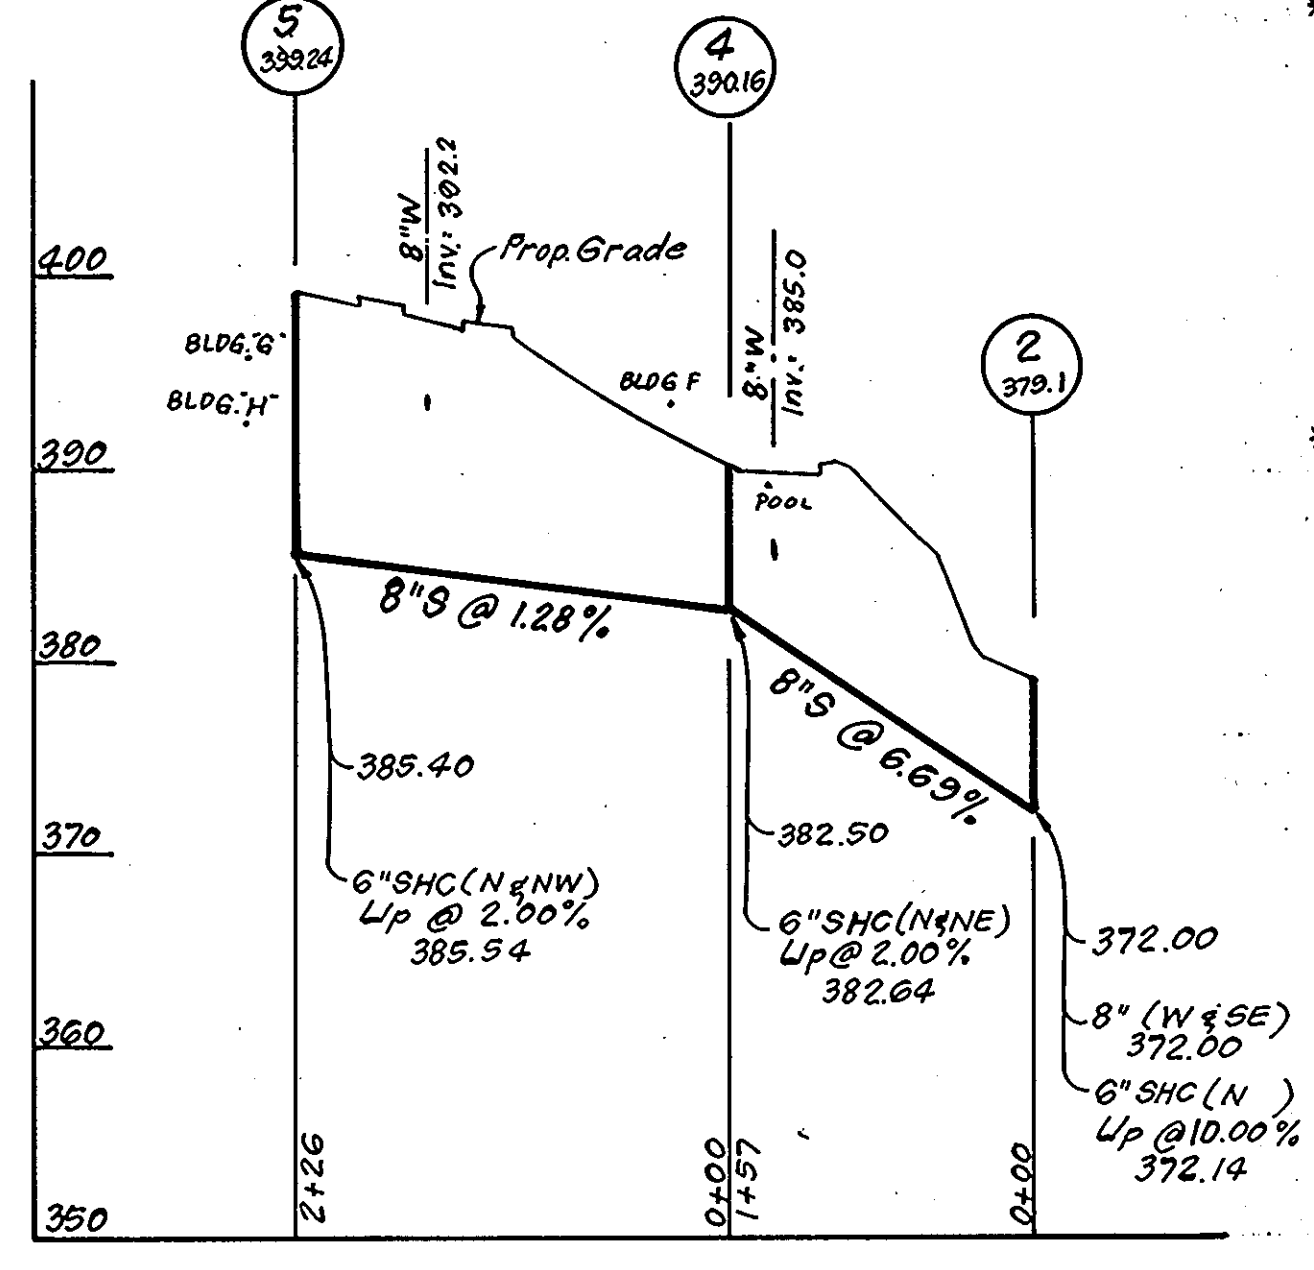 5
399.24
4
390.16
8"W
Inv.: 392.2
Prop. Grade
8"W
Inv.: 385.0
2
379.1
400
BLDG."G"
BLDG."H"
BLDG F
390
POOL
380
8"S @ 1.28%
8"S @ 6.69%
385.40
370
382.50
6"SHC(N & NW)
Up @ 2.00%
385.54
6"SHC(N&NE)
Up @ 2.00%
382.64
372.00
8" (W & SE)
372.00
360
6"SHC(N )
Up @10.00%
372.14
2+26
0+00
1+57
0+00
350